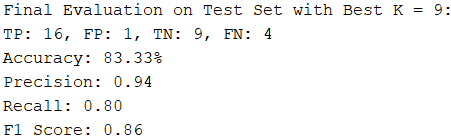 Final Evaluation on Test Set with Best K = 9:
TP: 16, FP: 1, TN: 9, FN: 4
Accuracy: 83.33%
Precision: 0.94
Recall: 0.80
F1 Score: 0.86